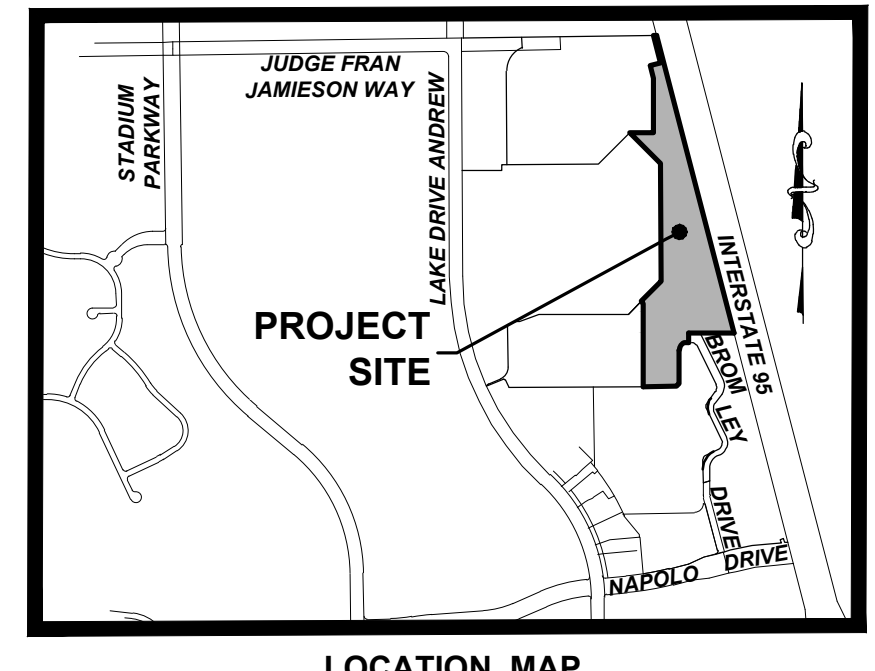 JUDGE FRAN
JAMIESON WAY
STADIUM
PARKWAY
LAKE DRIVE ANDREW
INTERSTATE 95
PROJECT
SITE
BROM
LEY
DRIVE
NAPOLO DRIVE
LOCATION MAP